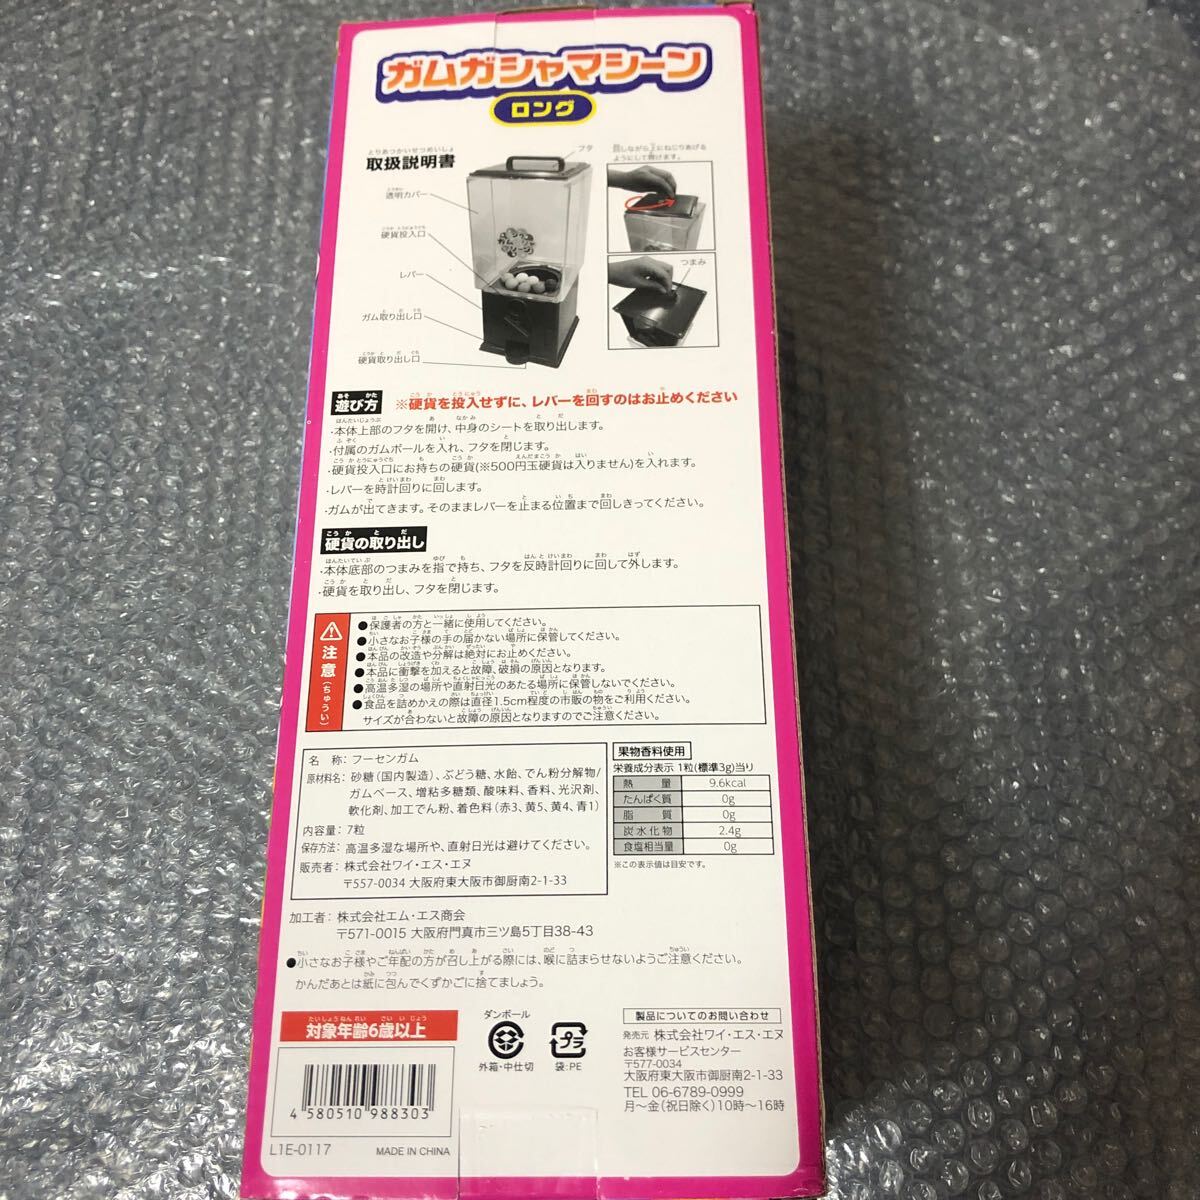 ガムガシャマシーン
ロング
とりあつかいせつめいしょ
取扱説明書
フタ
透明カバー
硬貨投入口
レバー
ガム取り出し口
硬貨取り出し口
回しながら上にねじりあげる
ようにして開けます。
つまみ
遊び方
※硬貨を投入せずに、レバーを回すのはお止めください
・本体上部のフタを開け、中身のシートを取り出します。
・付属のガムボールを入れ、フタを閉じます。
・硬貨投入口にお持ちの硬貨(※500円玉硬貨は入りません)を入れます。
・レバーを時計回りに回します。
・ガムが出てきます。そのままレバーを止まる位置まで回しきってください。
硬貨の取り出し
・本体底部のつまみを指で持ち、フタを反時計回りに回して外します。
・硬貨を取り出し、フタを閉じます。
注意(ちゅうい)
●保護者の方と一緒に使用してください。
●小さなお子様の手の届かない場所に保管してください。
●本品の改造や分解は絶対にお止めください。
●本品に衝撃を加えると故障、破損の原因となります。
●高温多湿の場所や直射日光のあたる場所に保管しないでください。
●食品を詰めかえの際は直径1.5cm程度の市販の物をご利用ください。
サイズが合わないと故障の原因となりますのでご注意ください。
名 称: フーセンガム
原材料名: 砂糖(国内製造)、ぶどう糖、水飴、でん粉分解物/
ガムベース、増粘多糖類、酸味料、香料、光沢剤、
軟化剤、加工でん粉、着色料(赤3、黄5、黄4、青1)
内容量: 7粒
保存方法: 高温多湿な場所や、直射日光は避けてください。
販売者: 株式会社ワイ・エス・エヌ
〒557-0034 大阪府東大阪市御厨南2-1-33
果物香料使用
栄養成分表示 1粒(標準3g)当り
熱 量 9.6kcal
たんぱく質 0g
脂 質 0g
炭水化物 2.4g
食塩相当量 0g
※この表示値は目安です。
加工者: 株式会社エム・エス商会
〒571-0015 大阪府門真市三ツ島5丁目38-43
●小さなお子様やご年配の方が召し上がる際には、喉に詰まらせないようご注意ください。
かんだあとは紙に包んでくずかごに捨てましょう。
たいしょうねんれい さいいじょう
対象年齢6歳以上
ダンボール
外箱・中仕切
プラ
袋:PE
製品についてのお問い合わせ
発売元 株式会社ワイ・エス・エヌ
お客様サービスセンター
〒577-0034
大阪府東大阪市御厨南2-1-33
TEL 06-6789-0999
月～金(祝日除く)10時～16時
4 580510 988303
L1E-0117
MADE IN CHINA